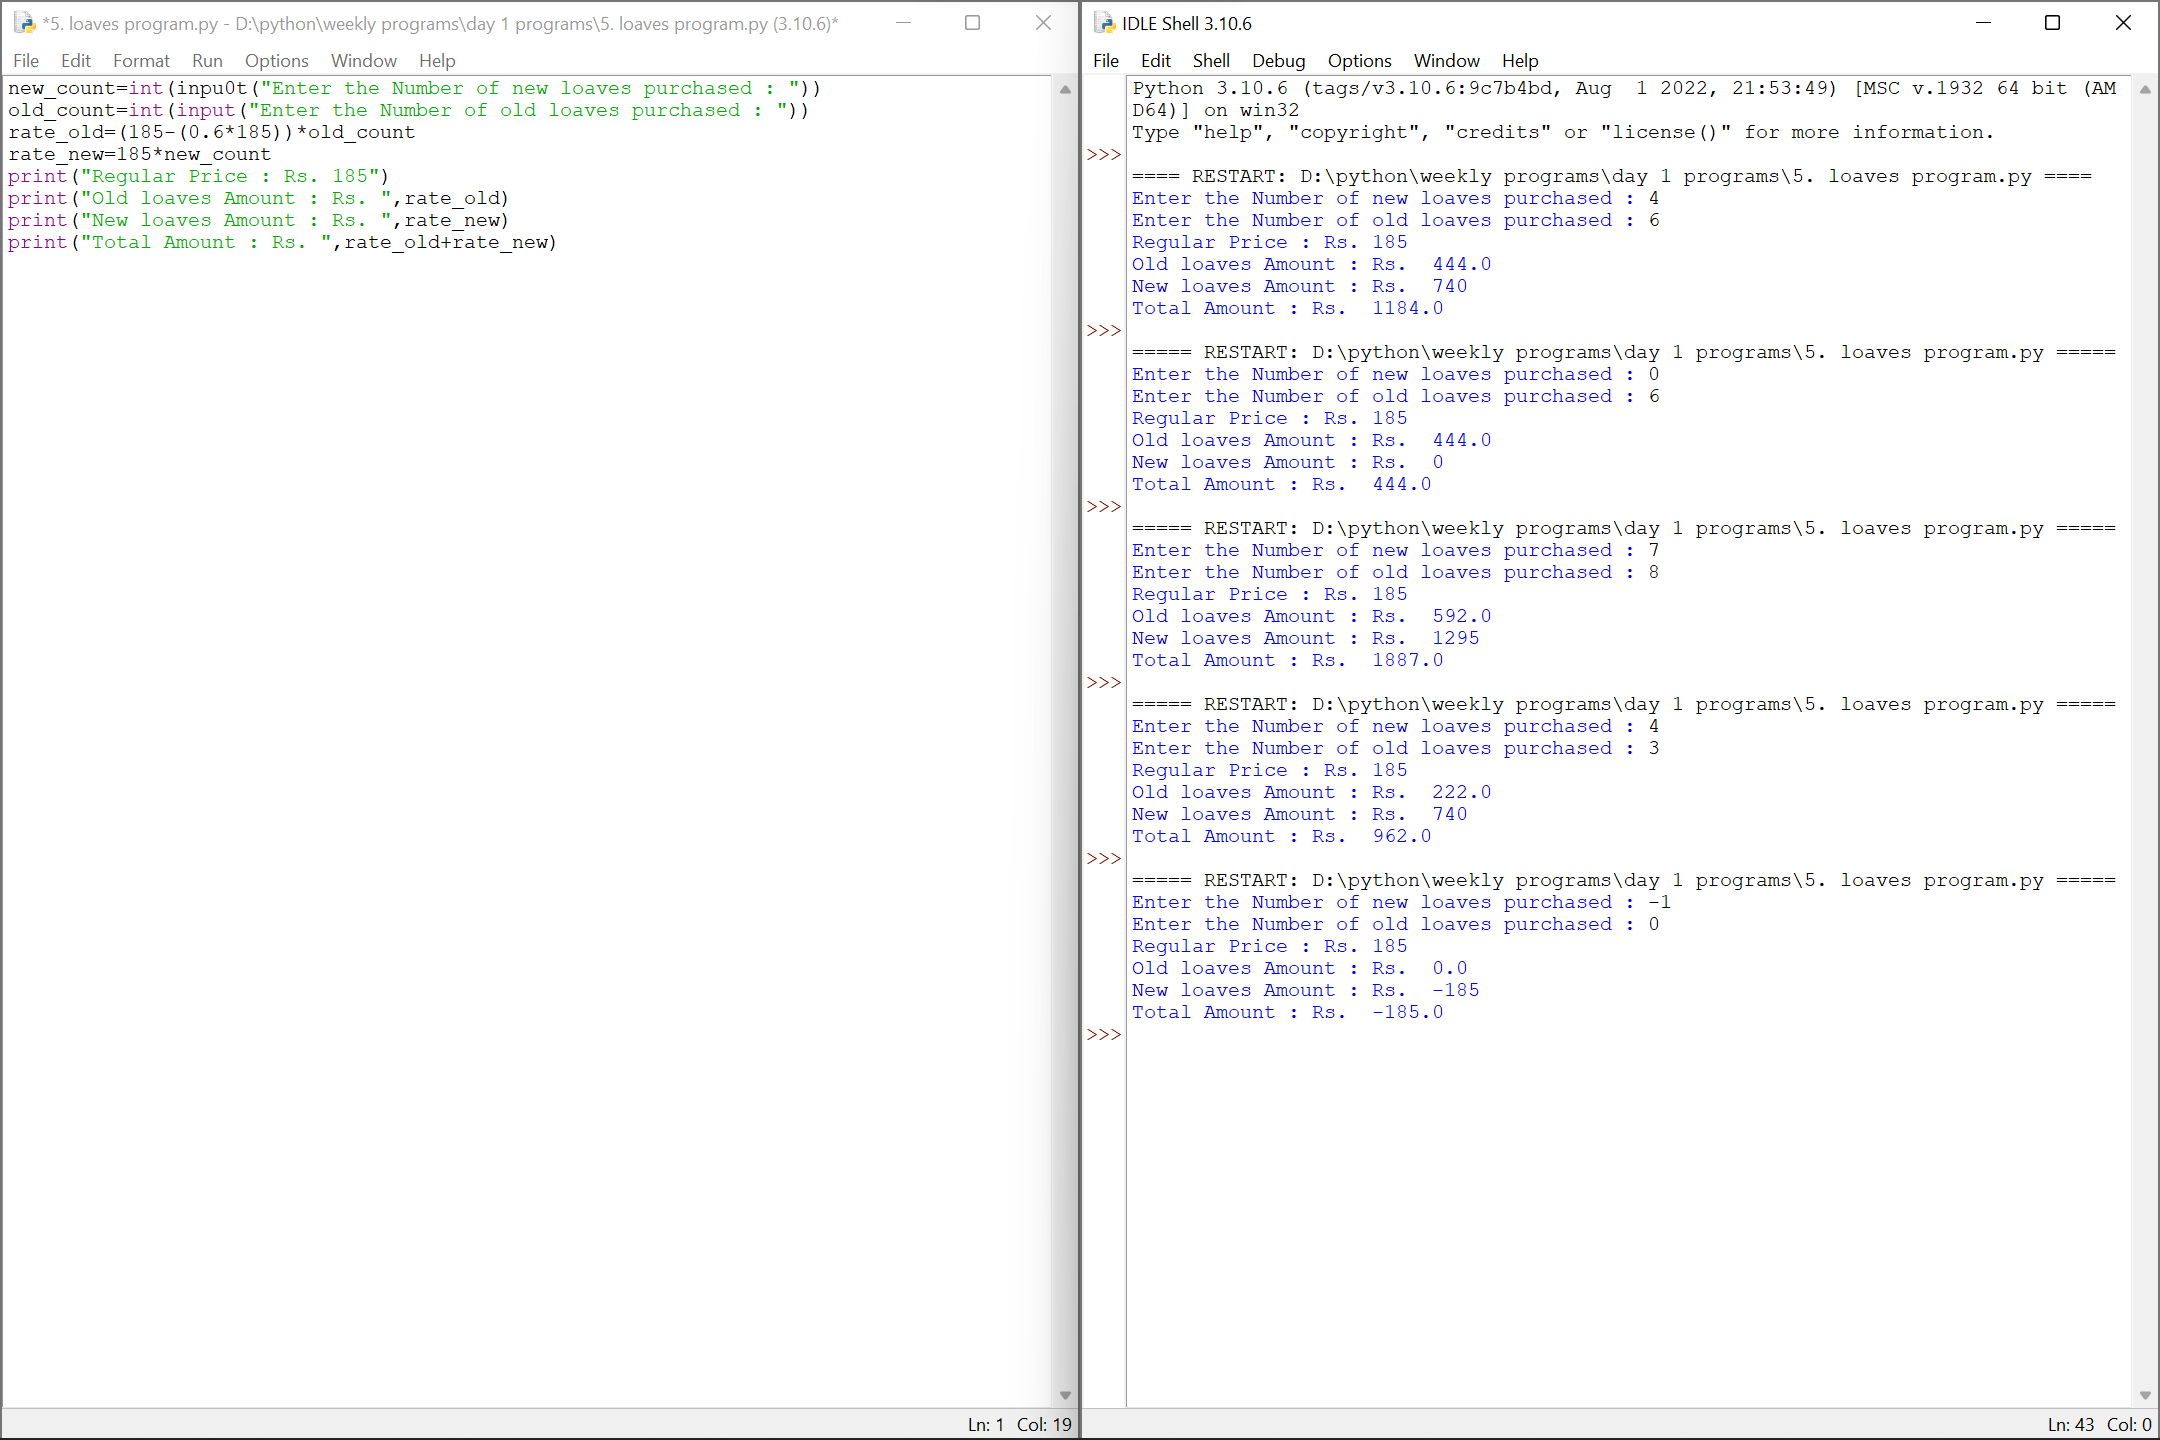 *5. loaves program.py - D:\python\weekly programs\day 1 programs\5. loaves program.py (3.10.6)*
File Edit Format Run Options Window Help
new_count=int(inpu0t("Enter the Number of new loaves purchased : "))
old_count=int(input("Enter the Number of old loaves purchased : "))
rate_old=(185-(0.6*185))*old_count
rate_new=185*new_count
print("Regular Price : Rs. 185")
print("Old loaves Amount : Rs. ",rate_old)
print("New loaves Amount : Rs. ",rate_new)
print("Total Amount : Rs. ",rate_old+rate_new)
Ln: 1 Col: 19
IDLE Shell 3.10.6
File Edit Shell Debug Options Window Help
Python 3.10.6 (tags/v3.10.6:9c7b4bd, Aug  1 2022, 21:53:49) [MSC v.1932 64 bit (AM
D64)] on win32
Type "help", "copyright", "credits" or "license()" for more information.
>>>
==== RESTART: D:\python\weekly programs\day 1 programs\5. loaves program.py ====
Enter the Number of new loaves purchased : 4
Enter the Number of old loaves purchased : 6
Regular Price : Rs. 185
Old loaves Amount : Rs.  444.0
New loaves Amount : Rs.  740
Total Amount : Rs.  1184.0
>>>
===== RESTART: D:\python\weekly programs\day 1 programs\5. loaves program.py =====
Enter the Number of new loaves purchased : 0
Enter the Number of old loaves purchased : 6
Regular Price : Rs. 185
Old loaves Amount : Rs.  444.0
New loaves Amount : Rs.  0
Total Amount : Rs.  444.0
>>>
===== RESTART: D:\python\weekly programs\day 1 programs\5. loaves program.py =====
Enter the Number of new loaves purchased : 7
Enter the Number of old loaves purchased : 8
Regular Price : Rs. 185
Old loaves Amount : Rs.  592.0
New loaves Amount : Rs.  1295
Total Amount : Rs.  1887.0
>>>
===== RESTART: D:\python\weekly programs\day 1 programs\5. loaves program.py =====
Enter the Number of new loaves purchased : 4
Enter the Number of old loaves purchased : 3
Regular Price : Rs. 185
Old loaves Amount : Rs.  222.0
New loaves Amount : Rs.  740
Total Amount : Rs.  962.0
>>>
===== RESTART: D:\python\weekly programs\day 1 programs\5. loaves program.py =====
Enter the Number of new loaves purchased : -1
Enter the Number of old loaves purchased : 0
Regular Price : Rs. 185
Old loaves Amount : Rs.  0.0
New loaves Amount : Rs.  -185
Total Amount : Rs.  -185.0
>>>
Ln: 43 Col: 0